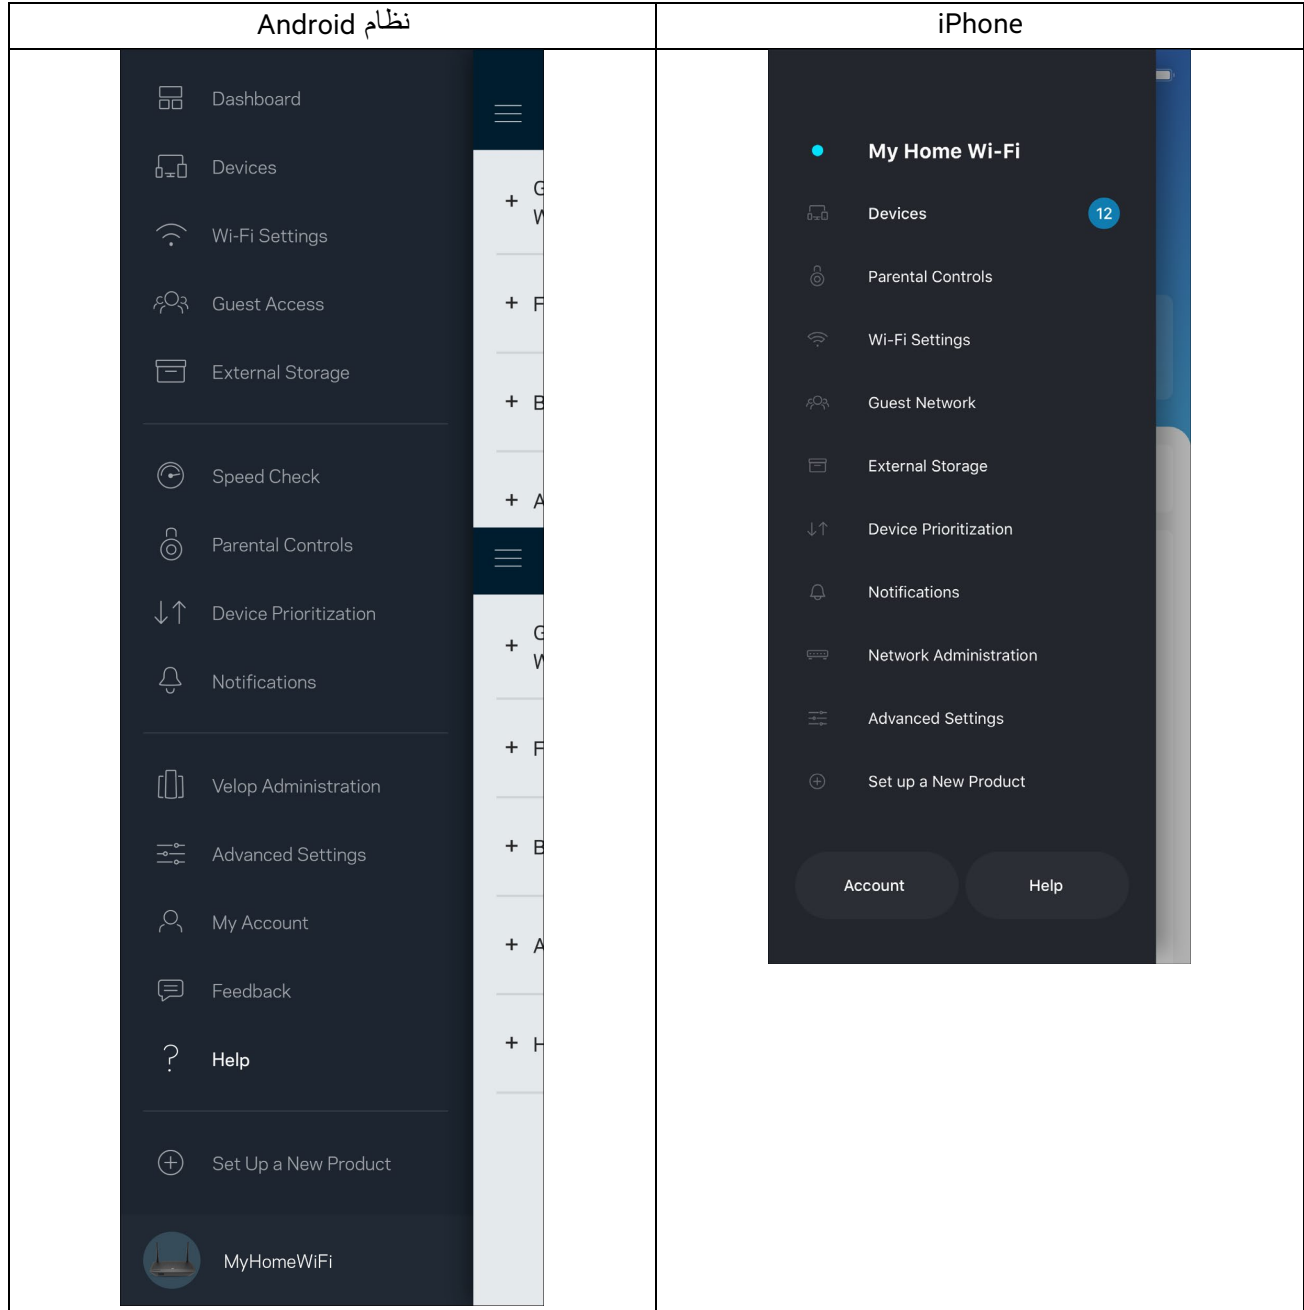 نظام Android
iPhone
Dashboard
Devices
Wi-Fi Settings
Guest Access
External Storage
Speed Check
Parental Controls
Device Prioritization
Notifications
Velop Administration
Advanced Settings
My Account
Feedback
Help
Set Up a New Product
MyHomeWiFi
+ G
W
+ F
+ B
+ A
+ G
W
+ F
+ B
+ A
+ H
My Home Wi-Fi
Devices 12
Parental Controls
Wi-Fi Settings
Guest Network
External Storage
Device Prioritization
Notifications
Network Administration
Advanced Settings
Set up a New Product
Account Help